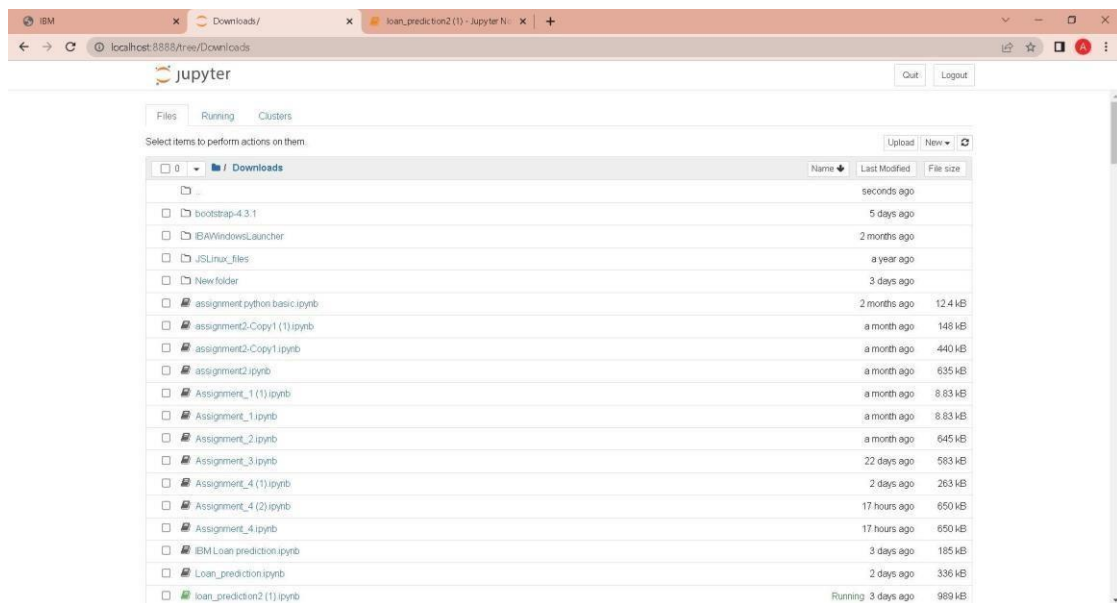 IBM Downloads/ loan_prediction2 (1) - Jupyter No
localhost:8888/tree/Downloads A
jupyter Quit Logout
Files Running Clusters
Select items to perform actions on them. Upload New
0 / Downloads Name Last Modified File size
.. seconds ago
bootstrap-4.3.1 5 days ago
IBAWindowsLauncher 2 months ago
JSLinux_files a year ago
New folder 3 days ago
assignment python basic.ipynb 2 months ago 12.4 kB
assignment2-Copy1 (1).ipynb a month ago 148 kB
assignment2-Copy1.ipynb a month ago 440 kB
assignment2.ipynb a month ago 635 kB
Assignment_1 (1).ipynb a month ago 8.83 kB
Assignment_1.ipynb a month ago 8.83 kB
Assignment_2.ipynb a month ago 645 kB
Assignment_3.ipynb 22 days ago 583 kB
Assignment_4 (1).ipynb 2 days ago 263 kB
Assignment_4 (2).ipynb 17 hours ago 650 kB
Assignment_4.ipynb 17 hours ago 650 kB
IBM Loan prediction.ipynb 3 days ago 185 kB
Loan_prediction.ipynb 2 days ago 336 kB
loan_prediction2 (1).ipynb Running 3 days ago 989 kB